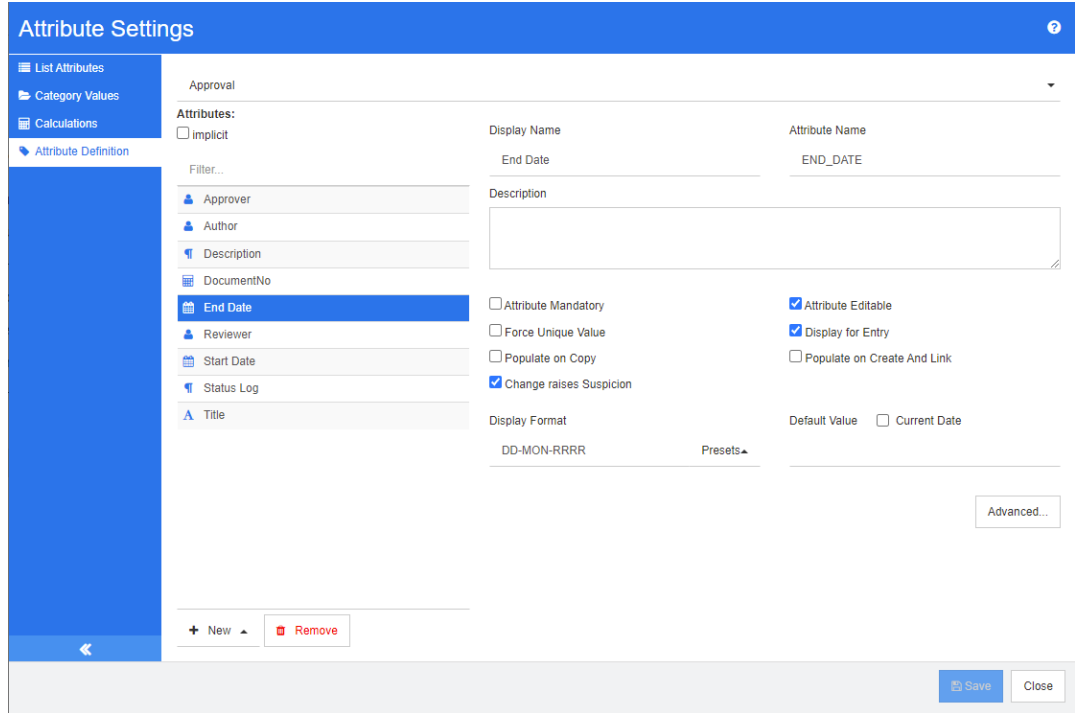 Attribute Settings
List Attributes
Category Values
Calculations
Attribute Definition
Approval
Attributes:
implicit
Filter...
Approver
Author
Description
DocumentNo
End Date
Reviewer
Start Date
Status Log
Title
New
Remove
Display Name
Attribute Name
End Date
END_DATE
Description
Attribute Mandatory
Attribute Editable
Force Unique Value
Display for Entry
Populate on Copy
Populate on Create And Link
Change raises Suspicion
Display Format
Default Value
Current Date
DD-MON-RRRR
Presets
Advanced...
Save
Close